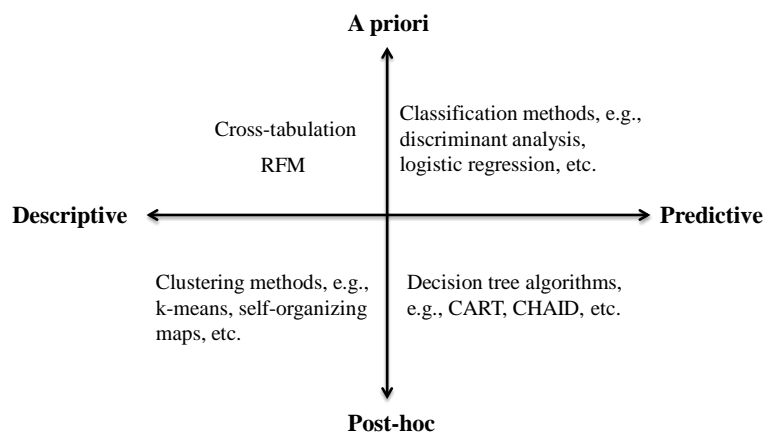 A priori
Cross-tabulation
RFM
Classification methods, e.g.,
discriminant analysis,
logistic regression, etc.
Descriptive
Predictive
Clustering methods, e.g.,
k-means, self-organizing
maps, etc.
Decision tree algorithms,
e.g., CART, CHAID, etc.
Post-hoc